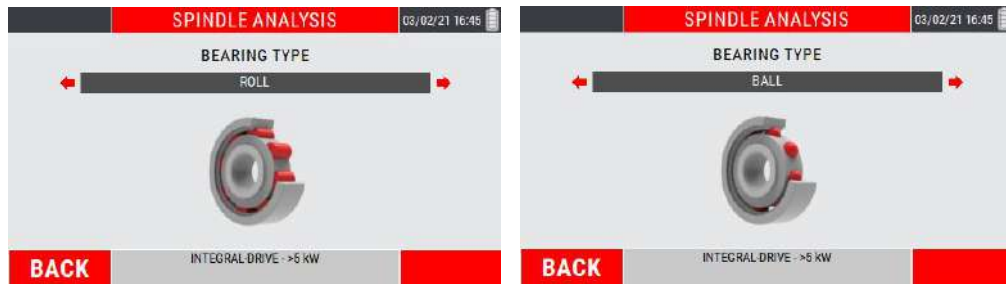 SPINDLE ANALYSIS 03/02/21 16:45
BEARING TYPE
ROLL
BACK INTEGRAL-DRIVE - >5 kW
SPINDLE ANALYSIS 03/02/21 16:45
BEARING TYPE
BALL
BACK INTEGRAL-DRIVE - >5 kW